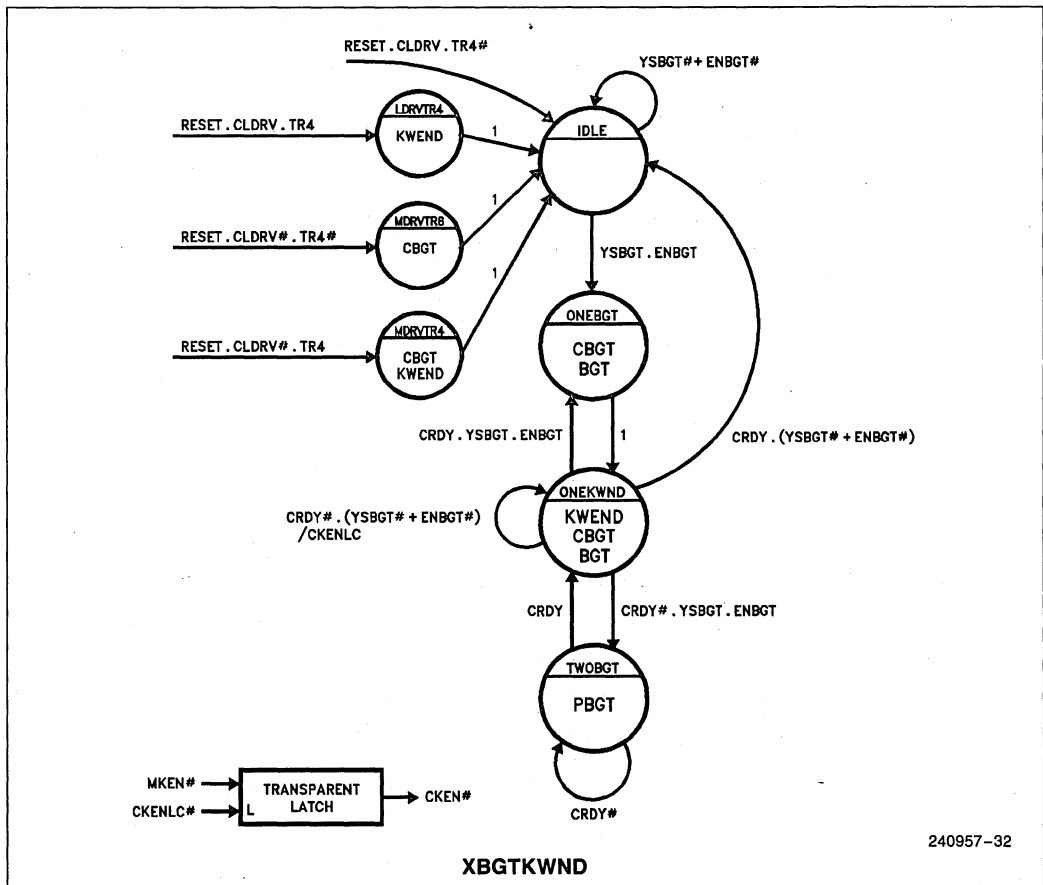 RESET.CLDRV.TR4#
YSBGT#+ENBGT#
LDRVTR4
KWEND
RESET.CLDRV.TR4
1
IDLE
MDRVTR8
CBGT
RESET.CLDRV#.TR4#
1
YSBGT.ENBGT
MDRVTR4
CBGT
KWEND
RESET.CLDRV#.TR4
1
ONEBGT
CBGT
BGT
CRDY.YSBGT.ENBGT
1
CRDY.(YSBGT#+ENBGT#)
ONEKWND
KWEND
CBGT
BGT
CRDY#.(YSBGT#+ENBGT#)
/CKENLC
CRDY
CRDY#.YSBGT.ENBGT
TWOBGT
PBGT
CRDY#
MKEN#
CKENLC#
L
TRANSPARENT
LATCH
CKEN#
240957-32
XBGTKWND